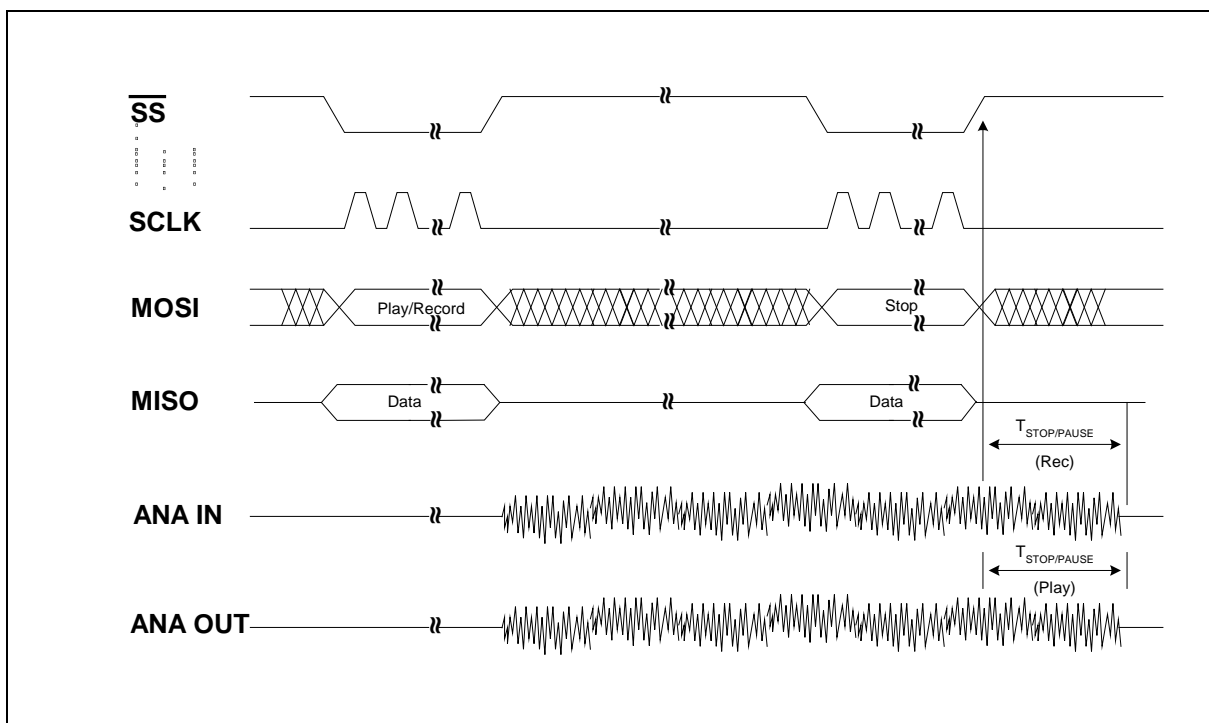 SS
SCLK
MOSI
Play/Record
Stop
MISO
Data
Data
TSTOP/PAUSE
(Rec)
ANA IN
TSTOP/PAUSE
(Play)
ANA OUT